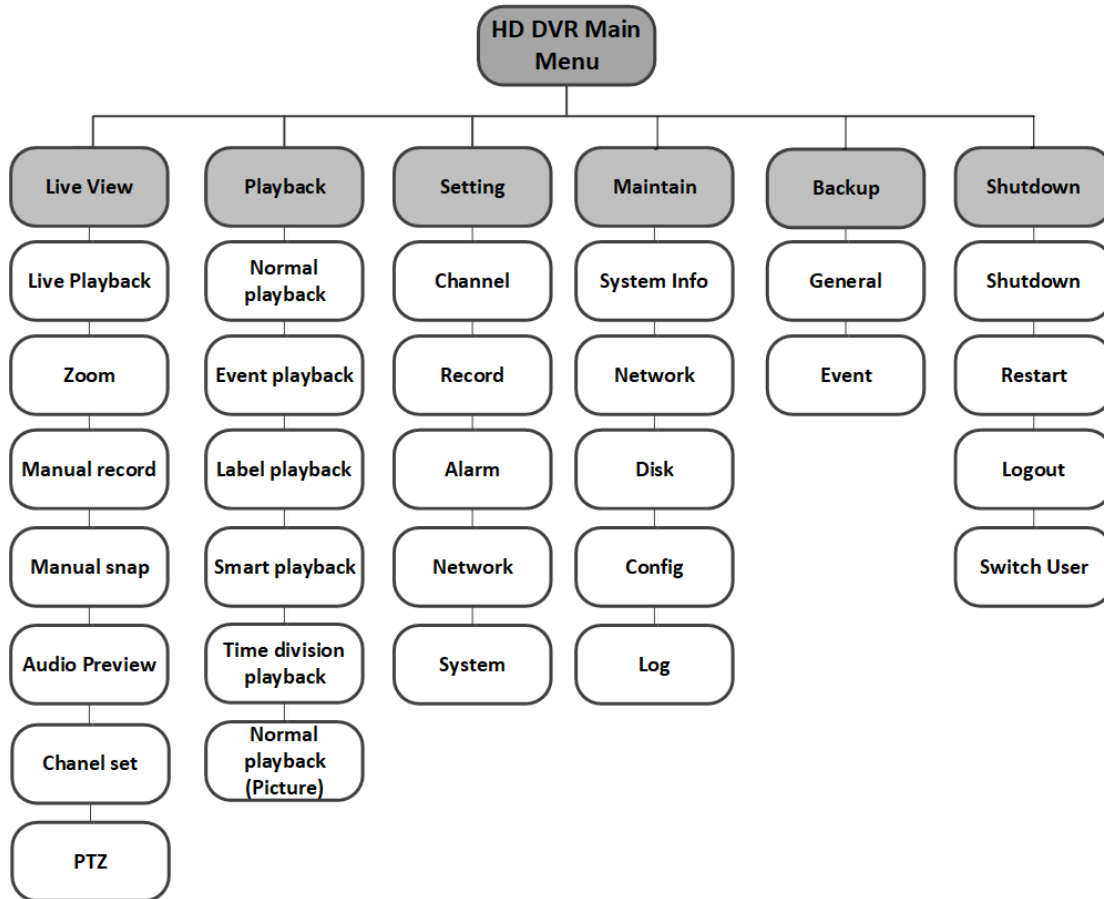 HD DVR Main
Menu
Live View
Playback
Setting
Maintain
Backup
Shutdown
Live Playback
Normal
playback
Channel
System Info
General
Shutdown
Zoom
Event playback
Record
Network
Event
Restart
Manual record
Label playback
Alarm
Disk
Logout
Manual snap
Smart playback
Network
Config
Switch User
Audio Preview
Time division
playback
System
Log
Chanel set
Normal
playback
(Picture)
PTZ